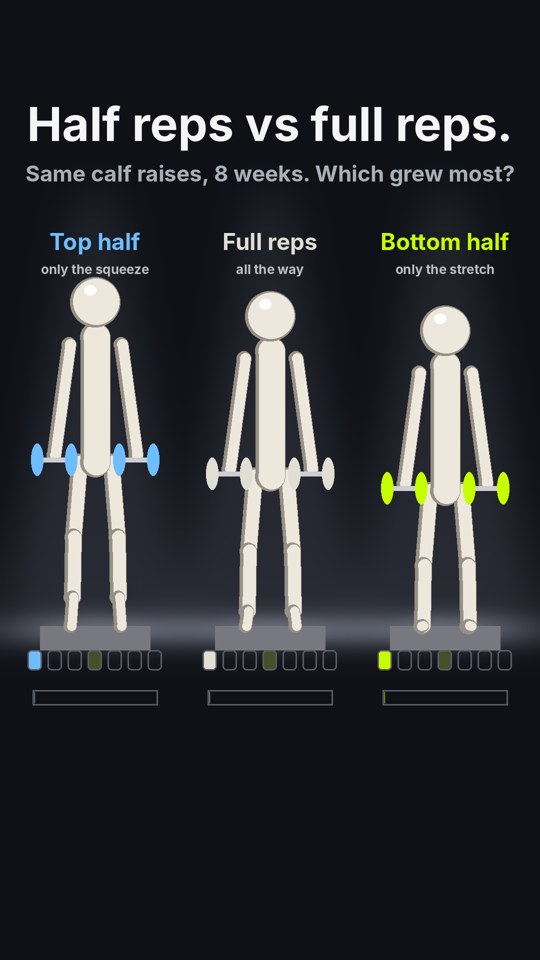 Half reps vs full reps.
Same calf raises, 8 weeks. Which grew most?
Top half
only the squeeze
Full reps
all the way
Bottom half
only the stretch